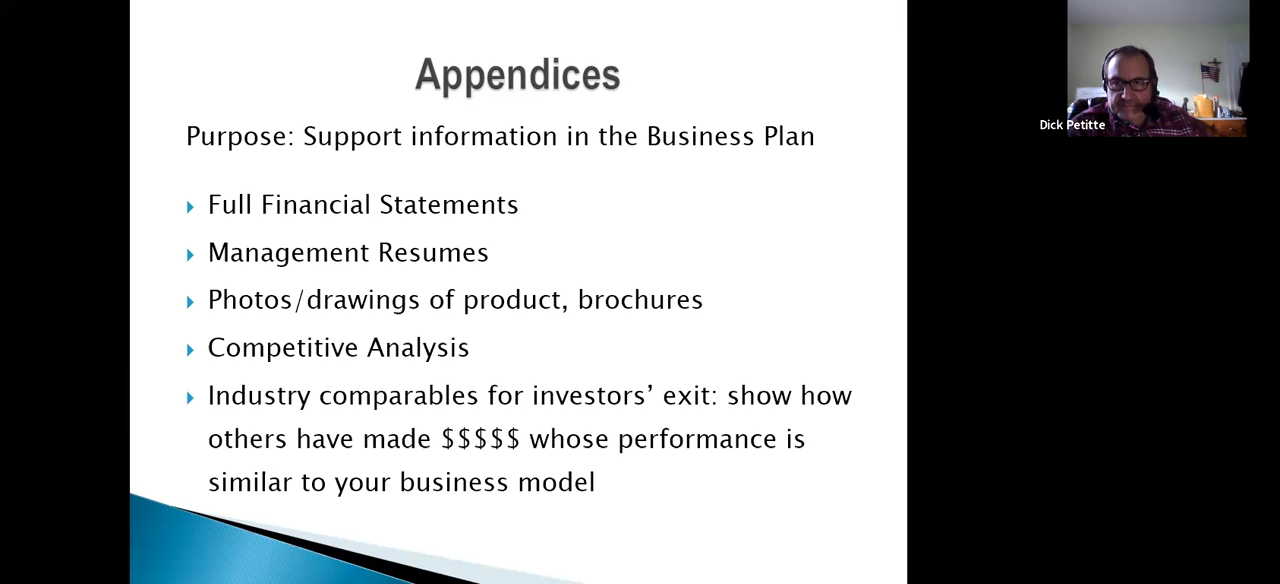 Appendices
Purpose: Support information in the Business Plan
Full Financial Statements
Management Resumes
Photos/drawings of product, brochures
Competitive Analysis
Industry comparables for investors’ exit: show how
others have made $$$$$ whose performance is
similar to your business model
Dick Petitte